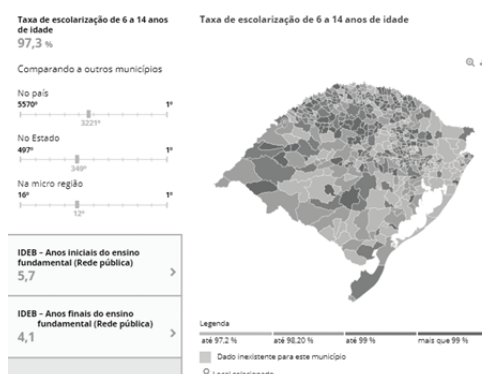 Taxa de escolarização de 6 a 14 anos
de idade
97,3 %
Comparando a outros municípios
No país
5570º 1º
3221º
No Estado
497º 1º
349º
Na micro região
16º 1º
12º
IDEB – Anos iniciais do ensino
fundamental (Rede pública)
5,7
IDEB – Anos finais do ensino
fundamental (Rede pública)
4,1
Taxa de escolarização de 6 a 14 anos de idade
Legenda
até 97,2 % até 98,20 % até 99 % mais que 99 %
Dado inexistente para este município
Local selecionado